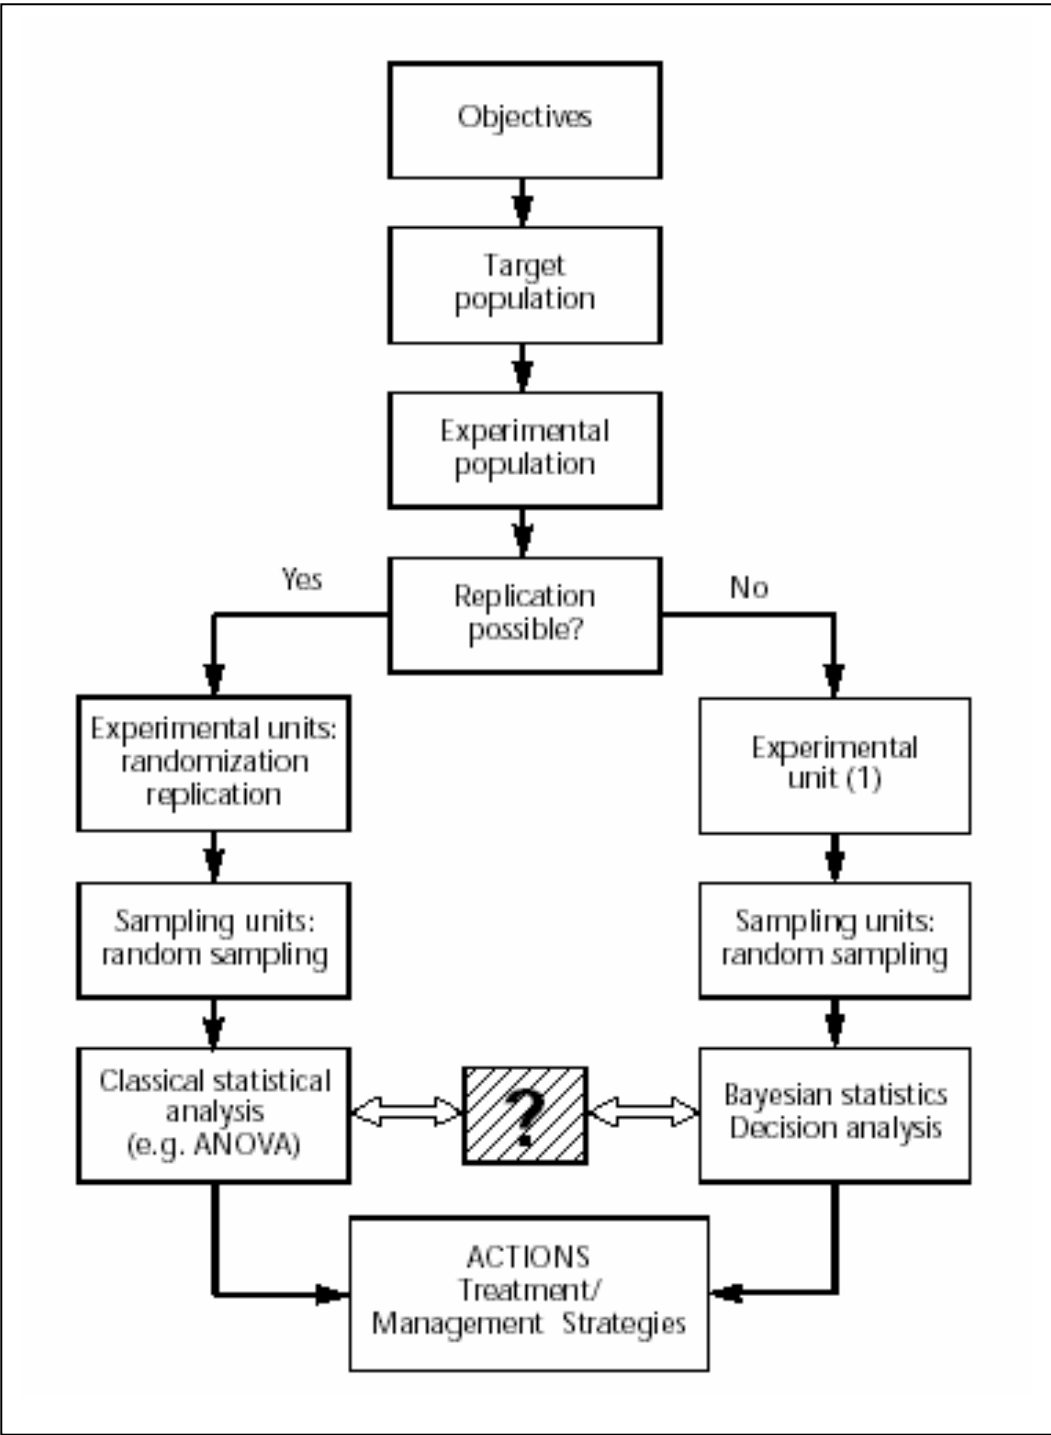 Objectives
Target
population
Experimental
population
Replication
possible?
Yes
No
Experimental units:
randomization
replication
Experimental
unit (1)
Sampling units:
random sampling
Sampling units:
random sampling
Classical statistical
analysis
(e.g. ANOVA)
?
Bayesian statistics
Decision analysis
ACTIONS
Treatment/
Management Strategies